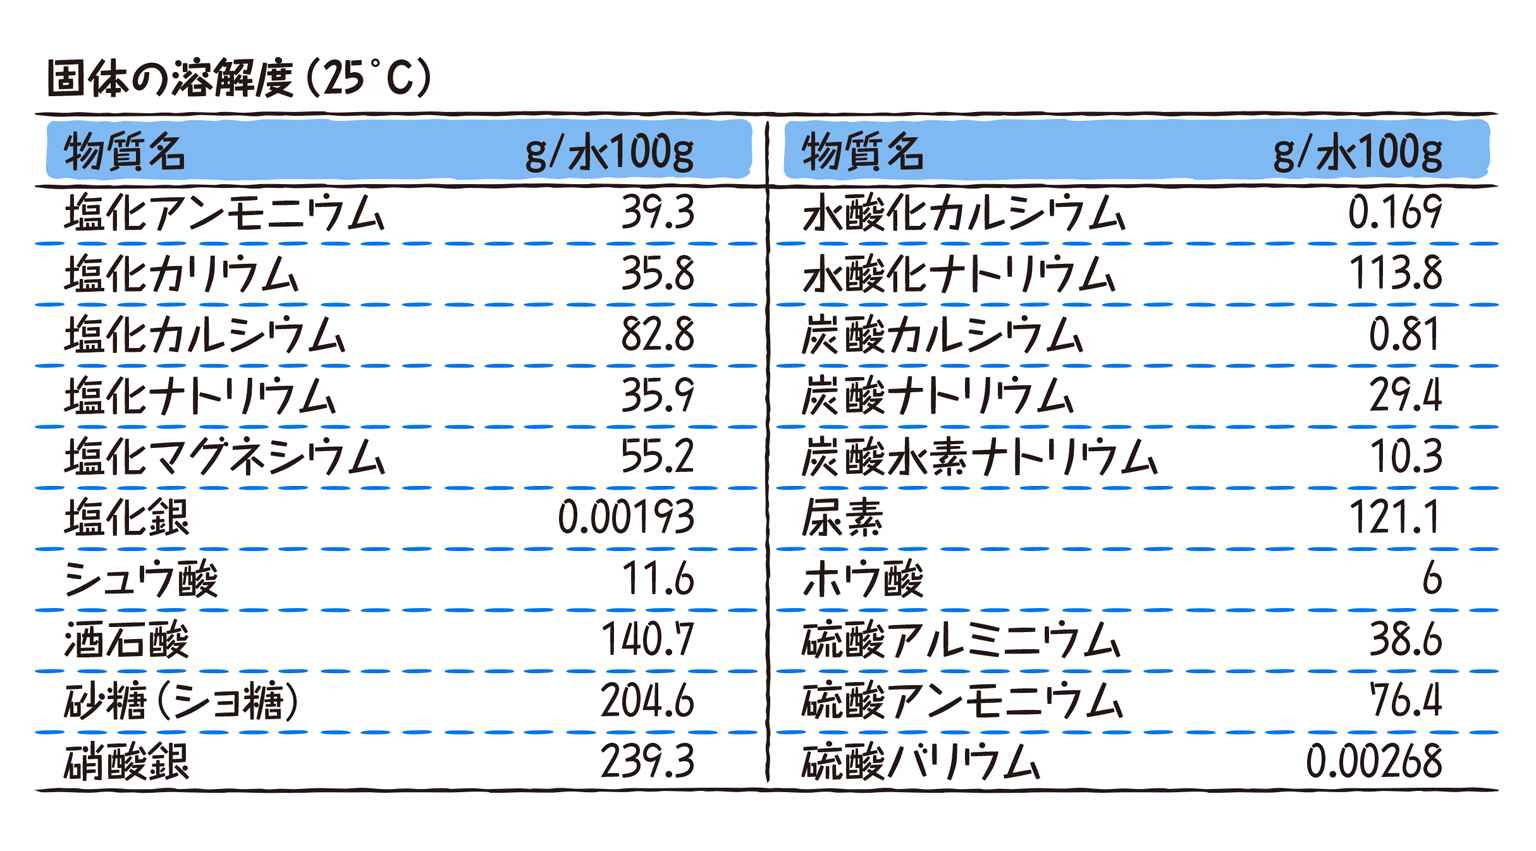 固体の溶解度(25˚C)
物質名 g/水100g
塩化アンモニウム 39.3
塩化カリウム 35.8
塩化カルシウム 82.8
塩化ナトリウム 35.9
塩化マグネシウム 55.2
塩化銀 0.00193
シュウ酸 11.6
酒石酸 140.7
砂糖(ショ糖) 204.6
硝酸銀 239.3
物質名 g/水100g
水酸化カルシウム 0.169
水酸化ナトリウム 113.8
炭酸カルシウム 0.81
炭酸ナトリウム 29.4
炭酸水素ナトリウム 10.3
尿素 121.1
ホウ酸 6
硫酸アルミニウム 38.6
硫酸アンモニウム 76.4
硫酸バリウム 0.00268